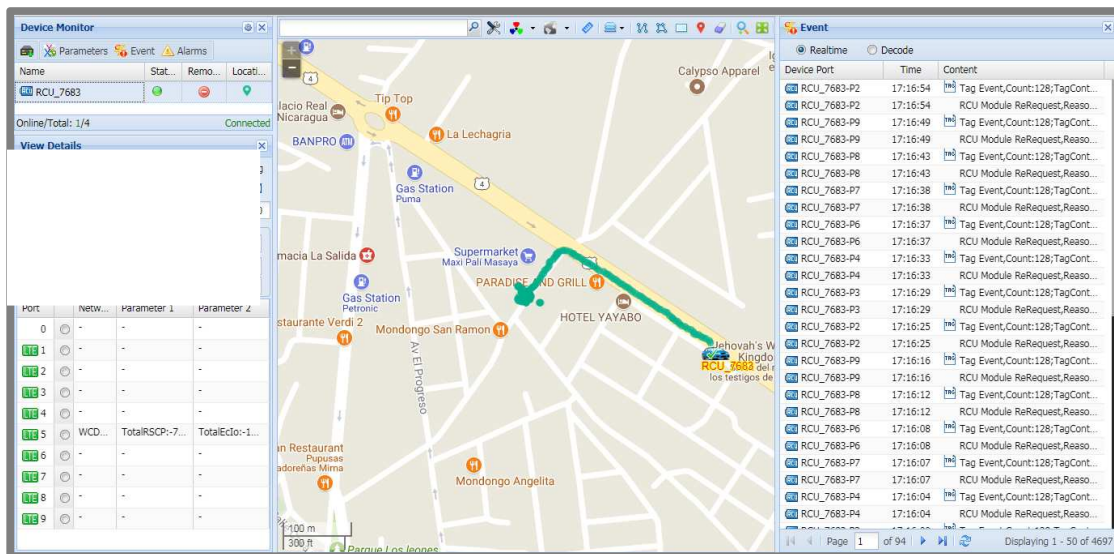 Device Monitor
Parameters Event Alarms
Name Stat... Remo... Locati...
RCU_7683
Online/Total: 1/4 Connected
View Details
Port Netw... Parameter 1 Parameter 2
0 - - -
LTE 1 - - -
LTE 2 - - -
LTE 3 - - -
LTE 4 - - -
LTE 5 WCD... TotalRSCP:-7... TotalEcIo:-1...
LTE 6 - - -
LTE 7 - - -
LTE 8 - - -
LTE 9 - - -
4
Calypso Apparel
lacio Real
Nicaragua
Tip Top
La Lechagria
BANPRO
ATM
Gas Station
Puma
4
macia La Salida
Supermarket
Maxi Palí Masaya
PARADISE AND GRILL
Gas Station
Petronic
HOTEL YAYABO
staurante Verdi 2
Mondongo San Ramon
Av El Progreso
Jehovah's W
Kingdo
RCU_7683 del r
los testigos de
an Restaurant
Pupusas
adoreñas Mirna
Mondongo Angelita
100 m
300 ft
Parque Los leones
Event
Realtime Decode
Device Port Time Content
RCU_7683-P2 17:16:54 Tag Event,Count:128;TagCont...
RCU_7683-P2 17:16:54 RCU Module ReRequest,Reaso...
RCU_7683-P9 17:16:49 Tag Event,Count:128;TagCont...
RCU_7683-P9 17:16:49 RCU Module ReRequest,Reaso...
RCU_7683-P8 17:16:43 Tag Event,Count:128;TagCont...
RCU_7683-P8 17:16:43 RCU Module ReRequest,Reaso...
RCU_7683-P7 17:16:38 Tag Event,Count:128;TagCont...
RCU_7683-P7 17:16:38 RCU Module ReRequest,Reaso...
RCU_7683-P6 17:16:37 Tag Event,Count:128;TagCont...
RCU_7683-P6 17:16:37 RCU Module ReRequest,Reaso...
RCU_7683-P4 17:16:33 Tag Event,Count:128;TagCont...
RCU_7683-P4 17:16:33 RCU Module ReRequest,Reaso...
RCU_7683-P3 17:16:29 Tag Event,Count:128;TagCont...
RCU_7683-P3 17:16:29 RCU Module ReRequest,Reaso...
RCU_7683-P2 17:16:25 Tag Event,Count:128;TagCont...
RCU_7683-P2 17:16:25 RCU Module ReRequest,Reaso...
RCU_7683-P9 17:16:16 Tag Event,Count:128;TagCont...
RCU_7683-P9 17:16:16 RCU Module ReRequest,Reaso...
RCU_7683-P8 17:16:12 Tag Event,Count:128;TagCont...
RCU_7683-P8 17:16:12 RCU Module ReRequest,Reaso...
RCU_7683-P6 17:16:08 Tag Event,Count:128;TagCont...
RCU_7683-P6 17:16:08 RCU Module ReRequest,Reaso...
RCU_7683-P7 17:16:07 Tag Event,Count:128;TagCont...
RCU_7683-P7 17:16:07 RCU Module ReRequest,Reaso...
RCU_7683-P4 17:16:04 Tag Event,Count:128;TagCont...
RCU_7683-P4 17:16:04 RCU Module ReRequest,Reaso...
Page 1 of 94 Displaying 1 - 50 of 4697